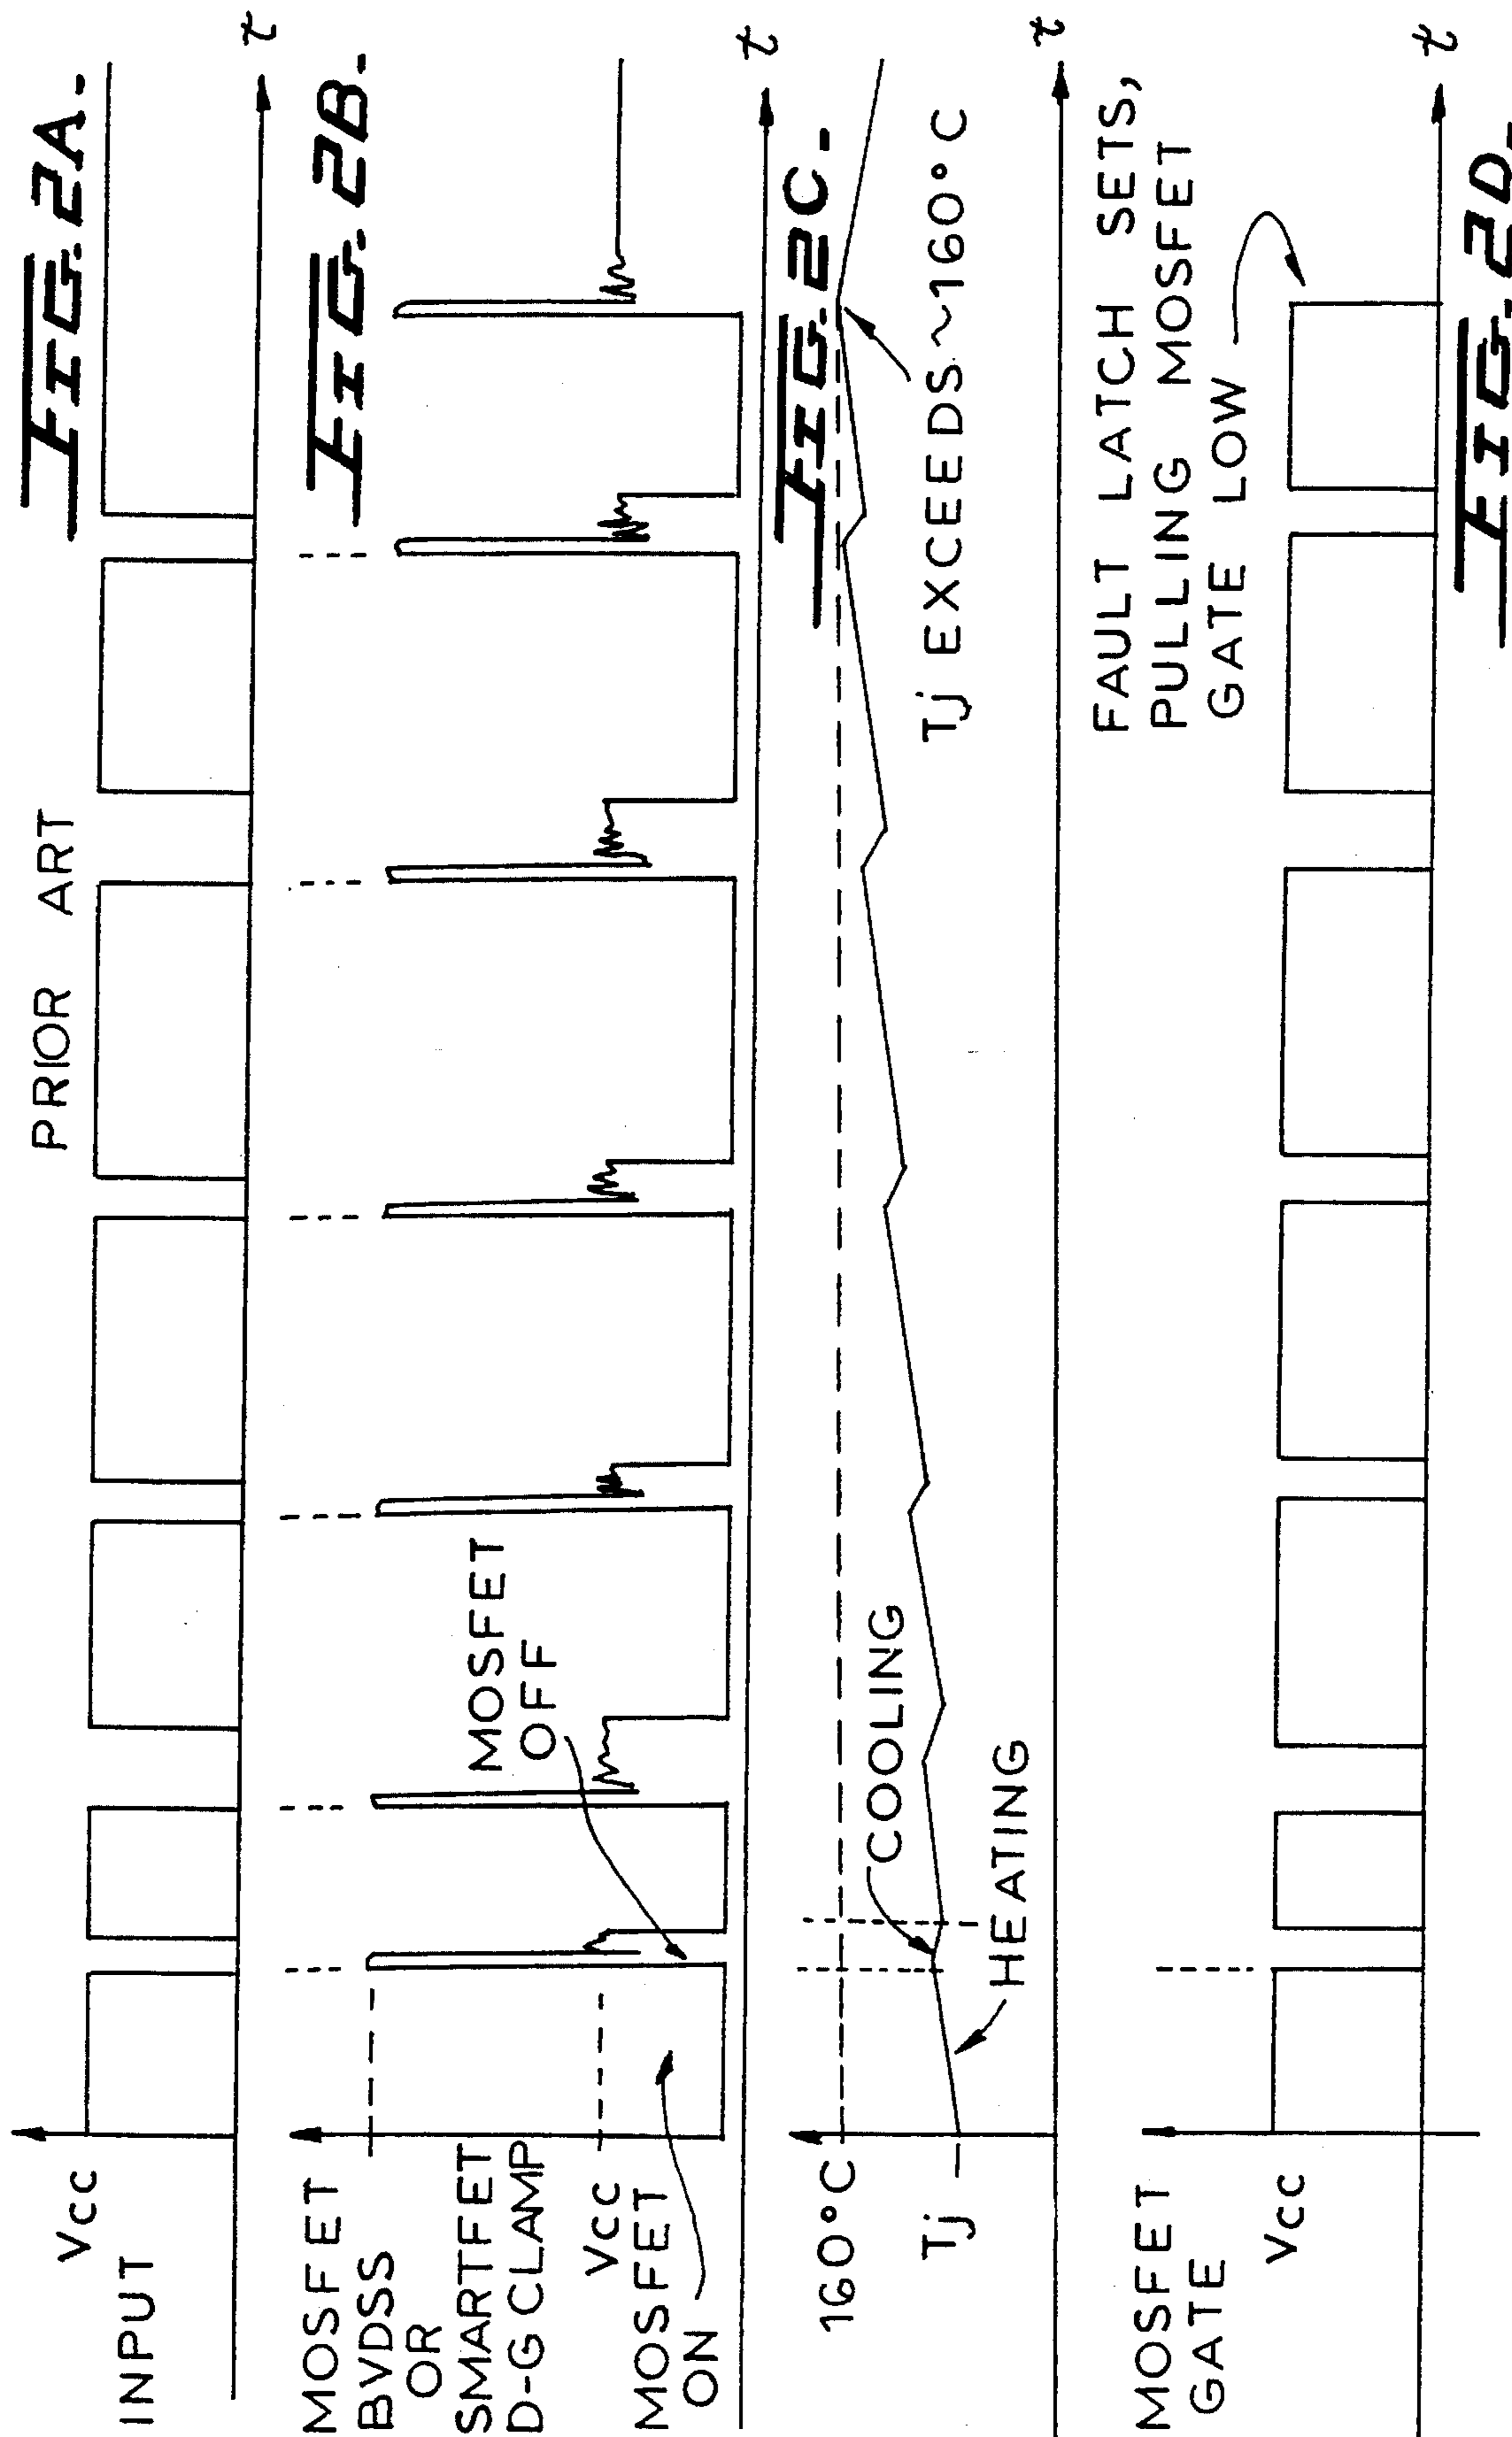 PRIOR ART
FIG. 2A.
Vcc
INPUT
t
FIG. 2B.
MOSFET
BVDSS
OR
SMARTFET
D-G CLAMP
Vcc
MOSFET
ON
MOSFET
OFF
t
FIG. 2C.
160°C
Tj
COOLING
HEATING
Tj EXCEEDS ~160°C
t
FAULT LATCH SETS,
PULLING MOSFET
GATE LOW
MOSFET
GATE
Vcc
t
FIG. 2D.